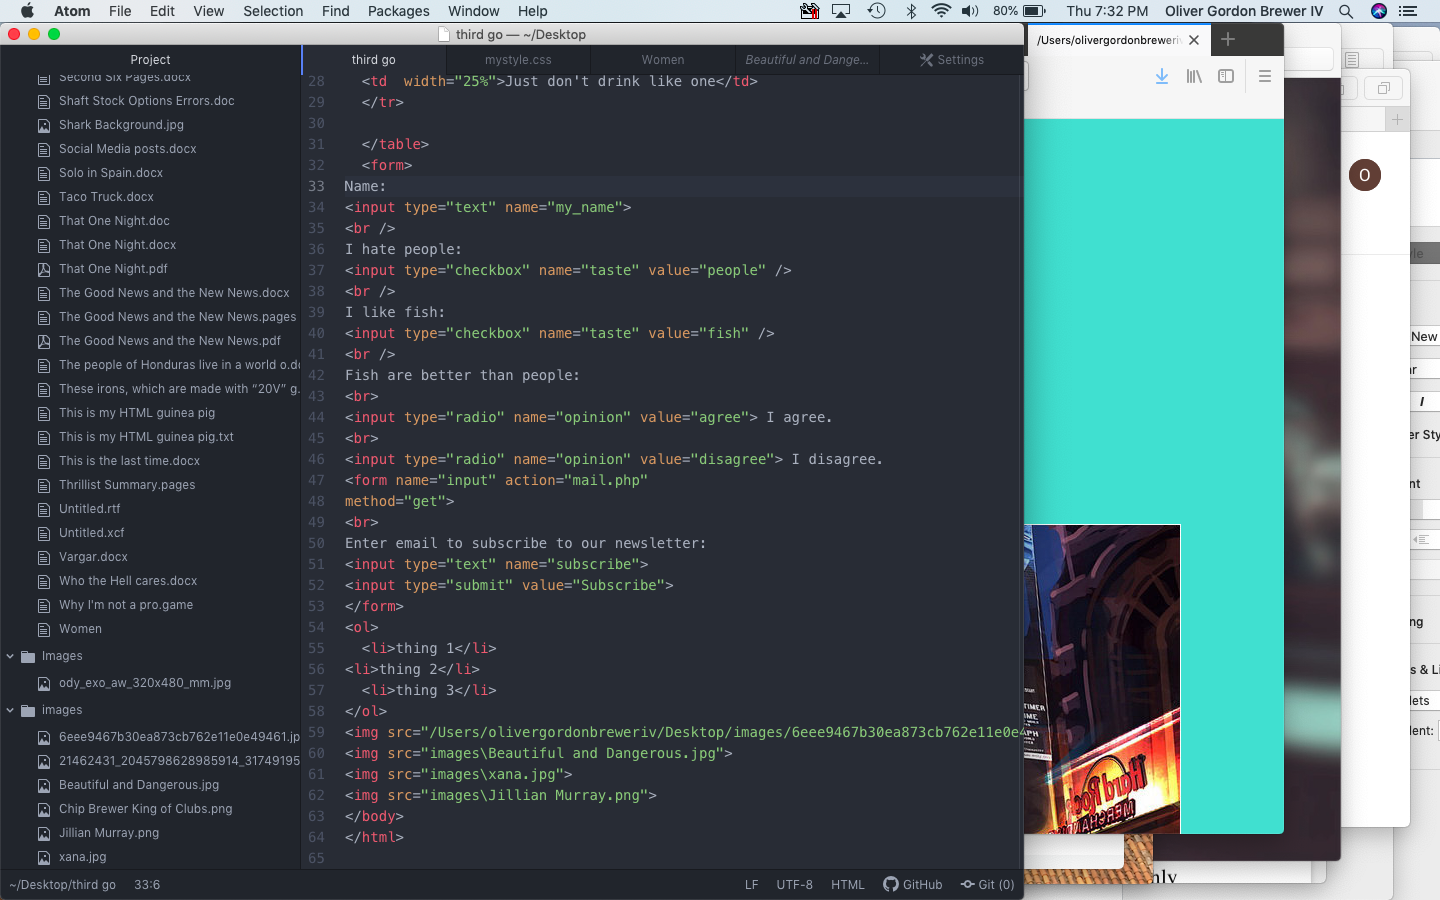 Atom File Edit View Selection Find Packages Window Help 80% Thu 7:32 PM Oliver Gordon Brewer IV
third go — ~/Desktop
/Users/olivergordonbreweriv
Project
third go mystyle.css Women Beautiful and Dange... Settings
Second Six Pages.docx
Shaft Stock Options Errors.doc
Shark Background.jpg
Social Media posts.docx
Solo in Spain.docx
Taco Truck.docx
That One Night.doc
That One Night.docx
That One Night.pdf
The Good News and the New News.docx
The Good News and the New News.pages
The Good News and the New News.pdf
The people of Honduras live in a world o.do
These irons, which are made with “20V” g.
This is my HTML guinea pig
This is my HTML guinea pig.txt
This is the last time.docx
Thrillist Summary.pages
Untitled.rtf
Untitled.xcf
Vargar.docx
Who the Hell cares.docx
Why I'm not a pro.game
Women
Images
ody_exo_aw_320x480_mm.jpg
images
6eee9467b30ea873cb762e11e0e49461.jp
21462431_2045798628985914_31749195
Beautiful and Dangerous.jpg
Chip Brewer King of Clubs.png
Jillian Murray.png
xana.jpg
28 <td  width="25%">Just don't drink like one</td>
29 </tr>
30
31 </table>
32 <form>
33 Name:
34 <input type="text" name="my_name">
35 <br />
36 I hate people:
37 <input type="checkbox" name="taste" value="people" />
38 <br />
39 I like fish:
40 <input type="checkbox" name="taste" value="fish" />
41 <br />
42 Fish are better than people:
43 <br>
44 <input type="radio" name="opinion" value="agree"> I agree.
45 <br>
46 <input type="radio" name="opinion" value="disagree"> I disagree.
47 <form name="input" action="mail.php"
48 method="get">
49 <br>
50 Enter email to subscribe to our newsletter:
51 <input type="text" name="subscribe">
52 <input type="submit" value="Subscribe">
53 </form>
54 <ol>
55 <li>thing 1</li>
56 <li>thing 2</li>
57 <li>thing 3</li>
58 </ol>
59 <img src="/Users/olivergordonbreweriv/Desktop/images/6eee9467b30ea873cb762e11e0e4
60 <img src="images\Beautiful and Dangerous.jpg">
61 <img src="images\xana.jpg">
62 <img src="images\Jillian Murray.png">
63 </body>
64 </html>
65
~/Desktop/third go 33:6 LF UTF-8 HTML GitHub Git (0)
O
yle
New
ar
I
er Sty
nt
ng
s & Li
lets
lent:
nly
Hard Rock